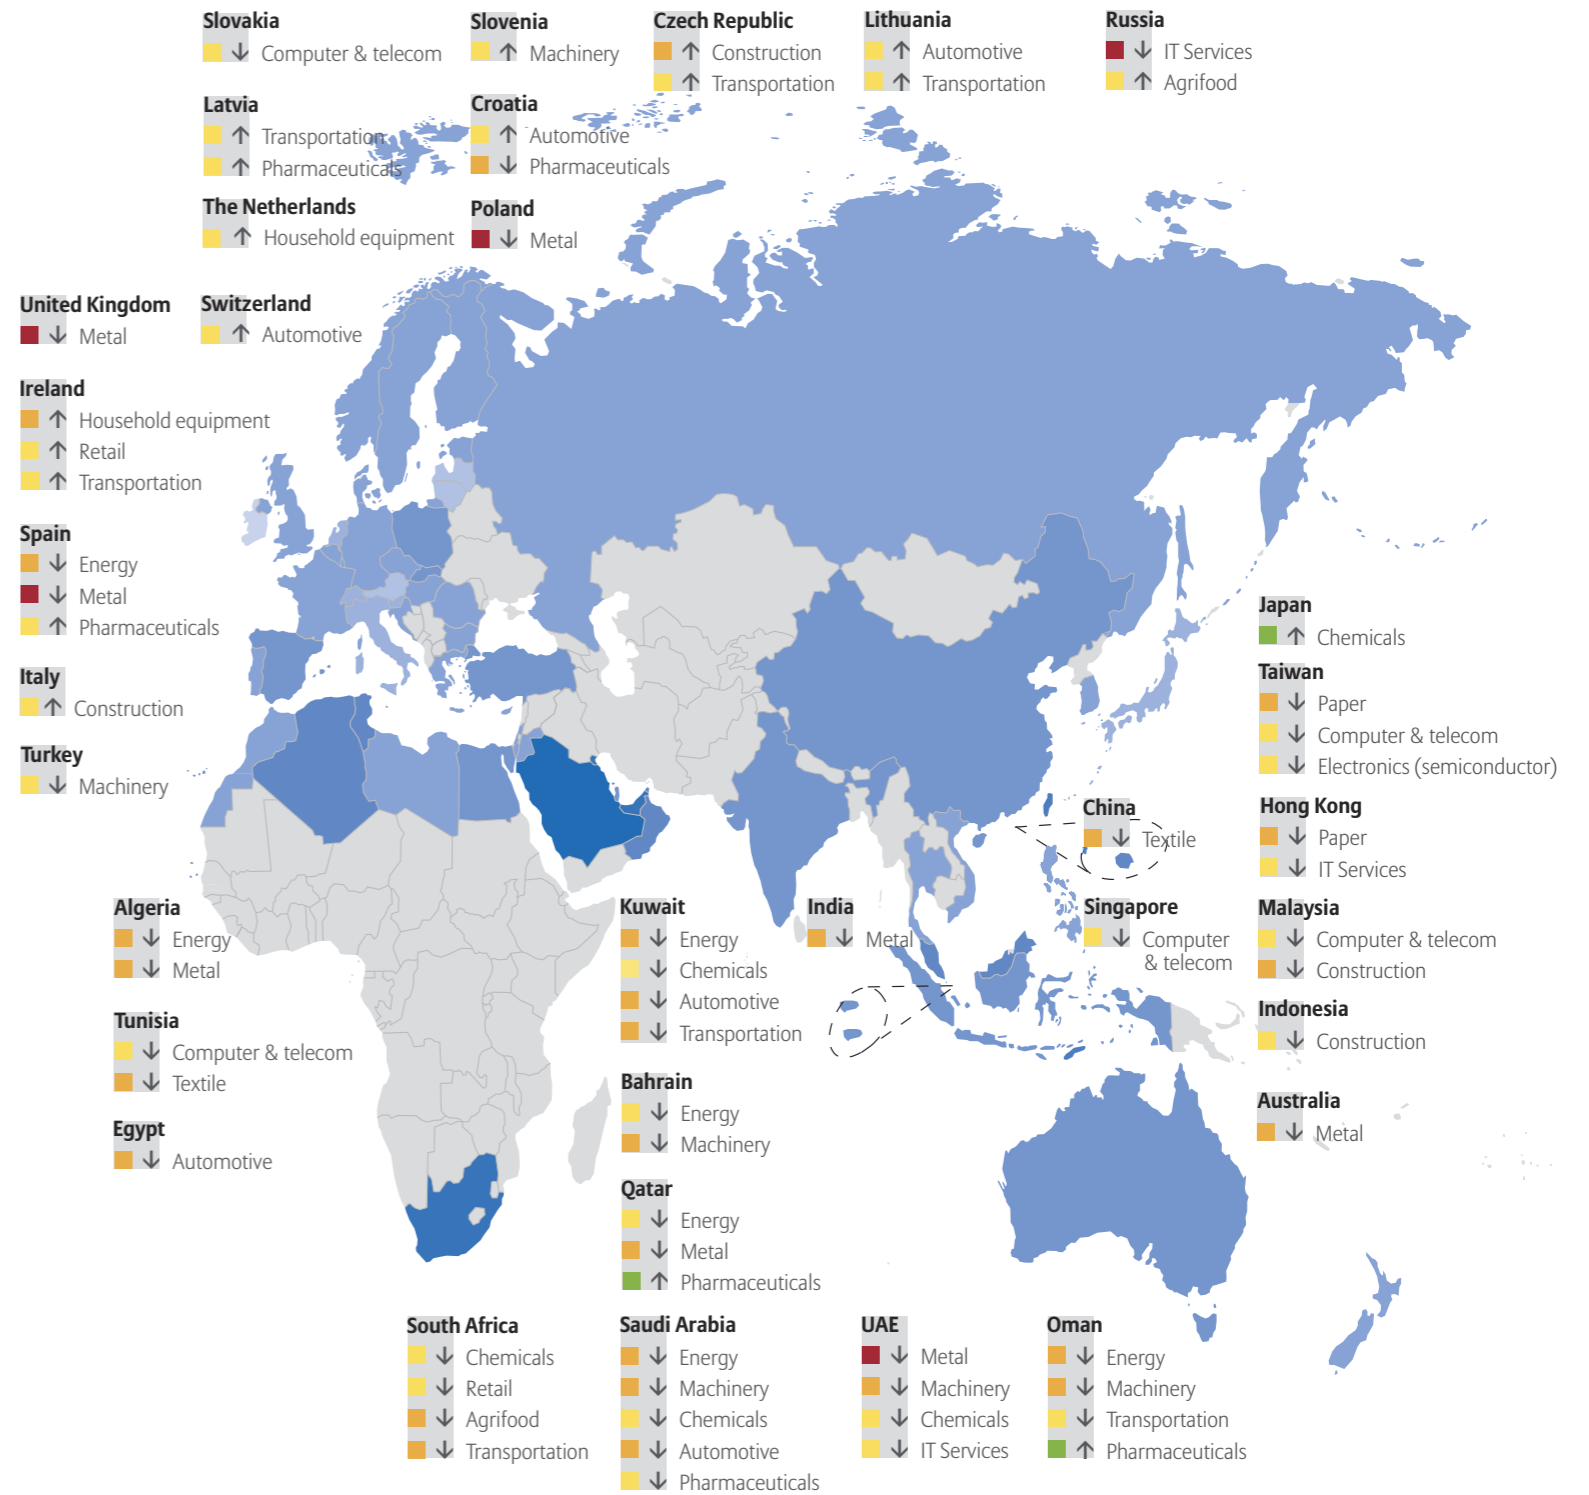 Slovakia
Computer & telecom
Slovenia
Machinery
Czech Republic
Construction
Transportation
Lithuania
Automotive
Transportation
Russia
IT Services
Agrifood
Latvia
Transportation
Pharmaceuticals
Croatia
Automotive
Pharmaceuticals
The Netherlands
Household equipment
Poland
Metal
United Kingdom
Metal
Switzerland
Automotive
Ireland
Household equipment
Retail
Transportation
Spain
Energy
Metal
Pharmaceuticals
Italy
Construction
Turkey
Machinery
Japan
Chemicals
Taiwan
Paper
Computer & telecom
Electronics (semiconductor)
China
Textile
Hong Kong
Paper
IT Services
Algeria
Energy
Metal
Kuwait
Energy
Chemicals
Automotive
Transportation
India
Metal
Singapore
Computer
& telecom
Malaysia
Computer & telecom
Construction
Tunisia
Computer & telecom
Textile
Indonesia
Construction
Egypt
Automotive
Bahrain
Energy
Machinery
Australia
Metal
Qatar
Energy
Metal
Pharmaceuticals
South Africa
Chemicals
Retail
Agrifood
Transportation
Saudi Arabia
Energy
Machinery
Chemicals
Automotive
Pharmaceuticals
UAE
Metal
Machinery
Chemicals
IT Services
Oman
Energy
Machinery
Transportation
Pharmaceuticals